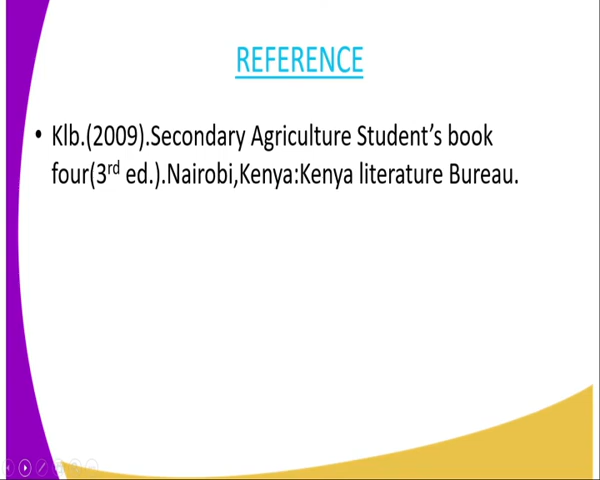 REFERENCE
• Klb.(2009).Secondary Agriculture Student’s book
four(3rd ed.).Nairobi,Kenya:Kenya literature Bureau.